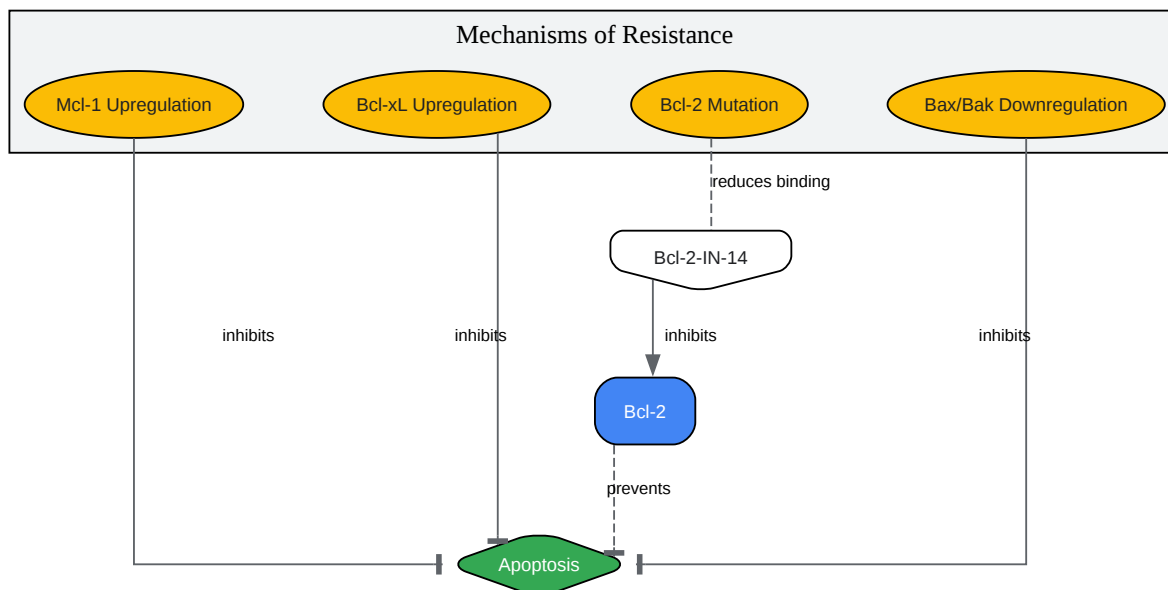 Mechanisms of Resistance
Mcl-1 Upregulation
Bcl-xL Upregulation
Bcl-2 Mutation
Bax/Bak Downregulation
reduces binding
Bcl-2-IN-14
inhibits
inhibits
inhibits
inhibits
Bcl-2
prevents
Apoptosis